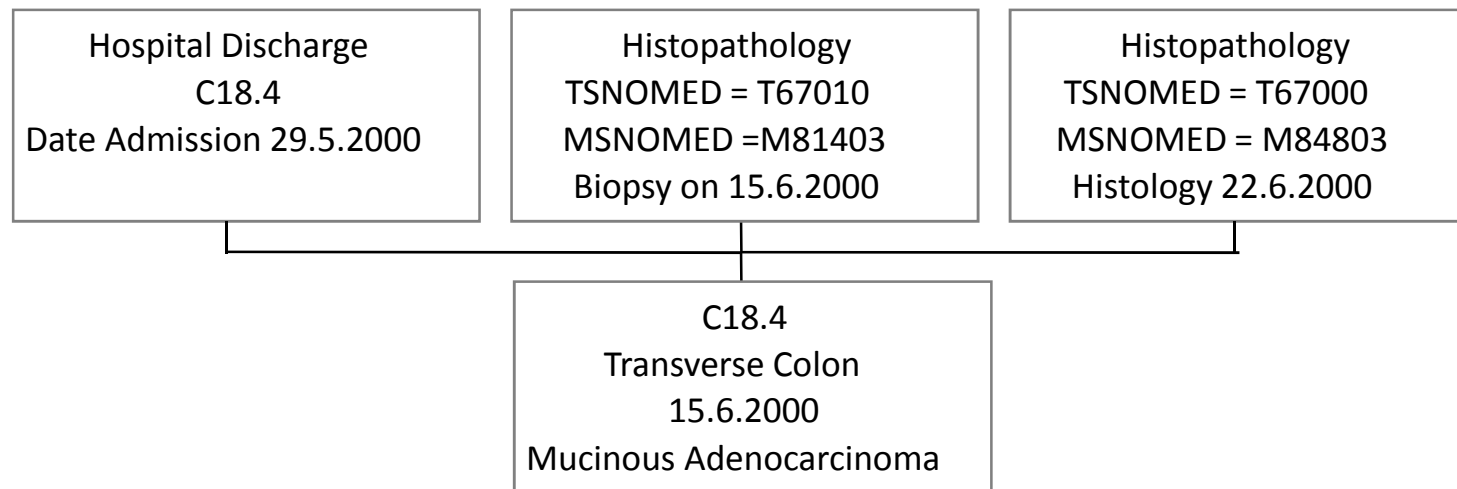 Hospital Discharge
C18.4
Date Admission 29.5.2000
Histopathology
TSNOMED = T67010
MSNOMED =M81403
Biopsy on 15.6.2000
Histopathology
TSNOMED = T67000
MSNOMED = M84803
Histology 22.6.2000
C18.4
Transverse Colon
15.6.2000
Mucinous Adenocarcinoma